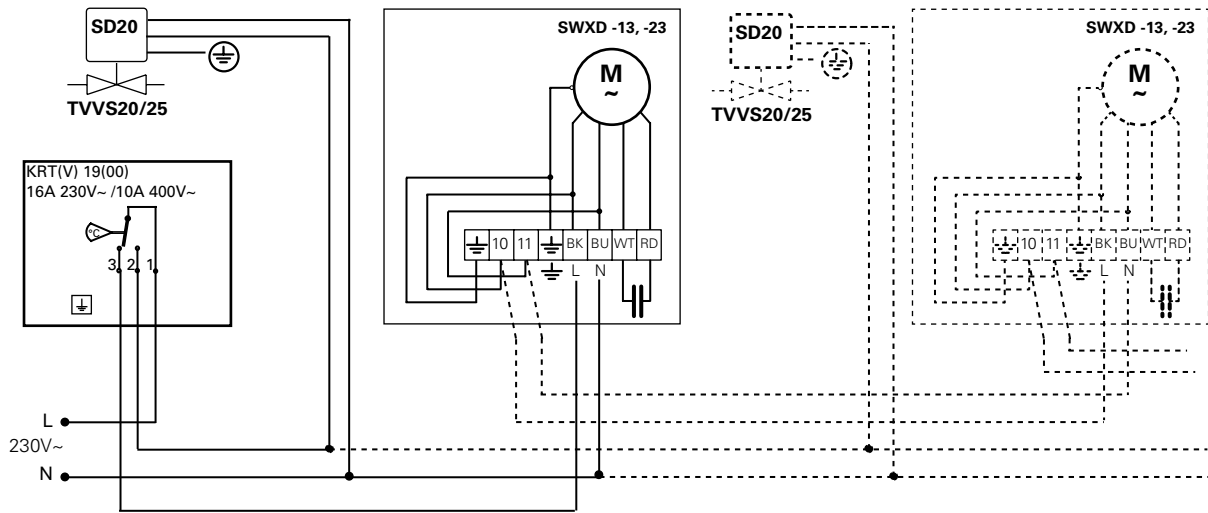 SD20
TVVS20/25
SWXD -13, -23
M
~
10 11 BK BU WT RD
L N
SD20
TVVS20/25
SWXD -13, -23
M
~
10 11 BK BU WT RD
L N
KRT(V) 19(00)
16A 230V~ /10A 400V~
°C
3 2 1
L
230V~
N